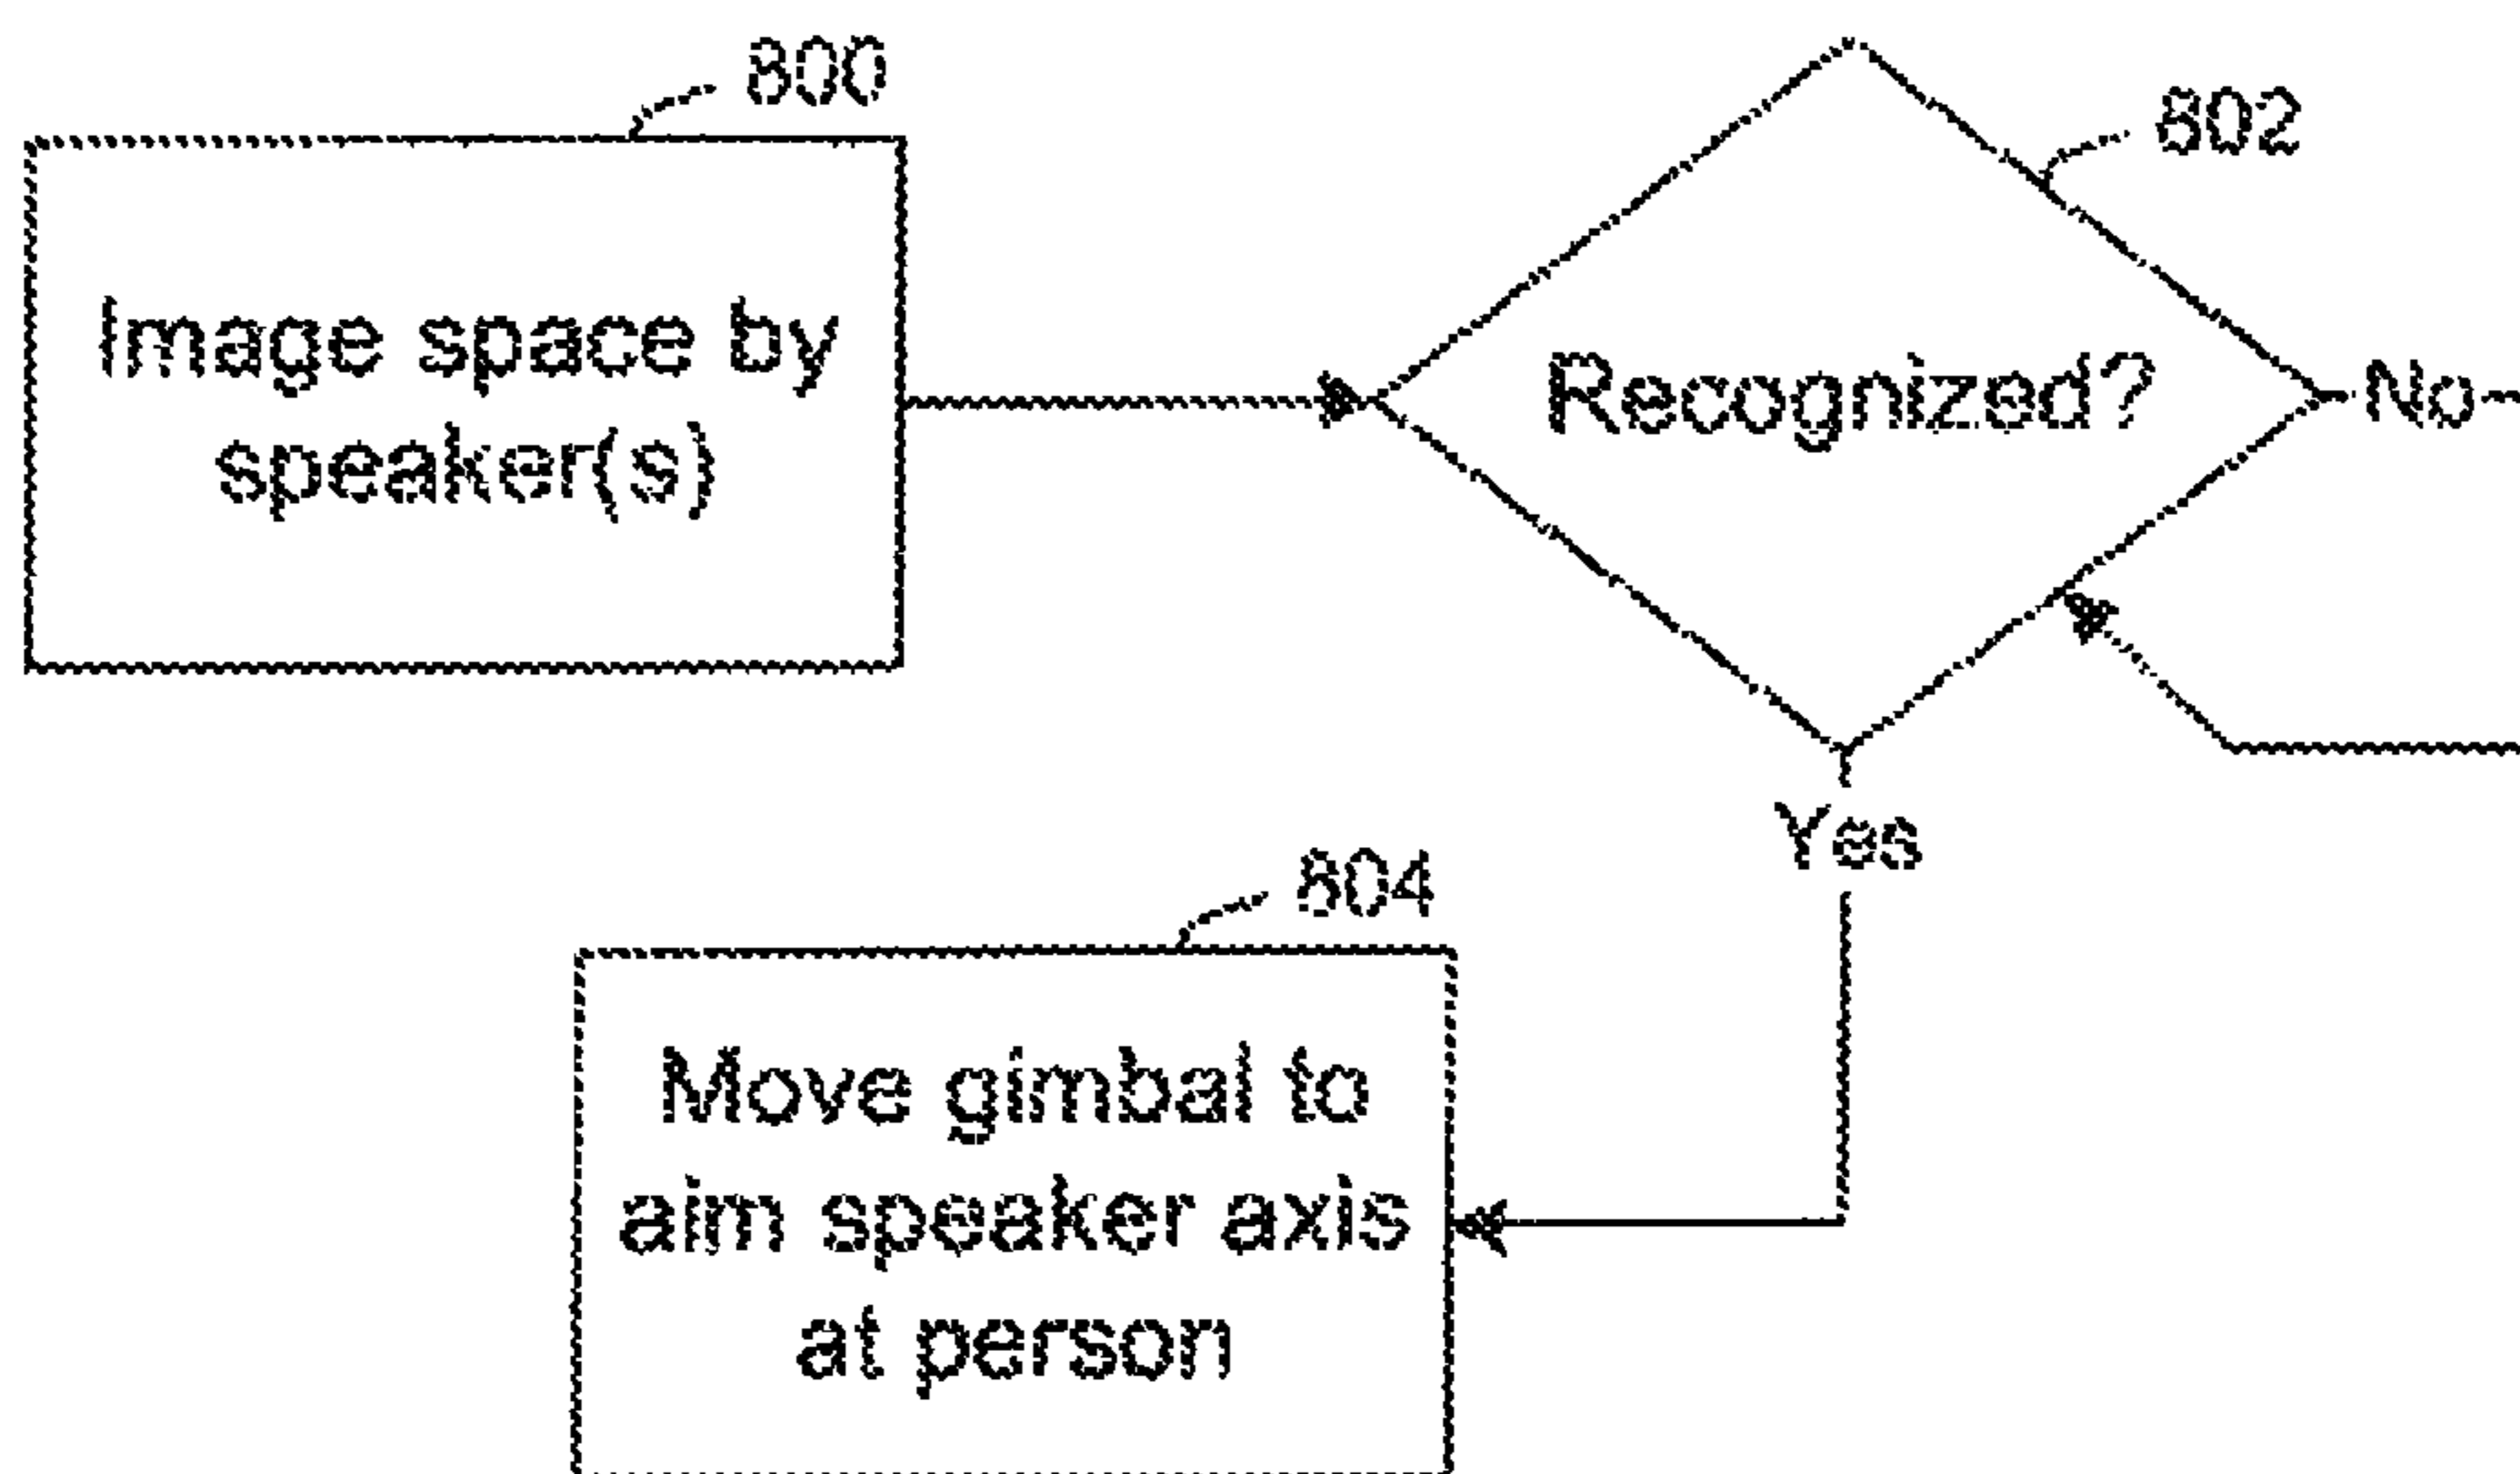 800
Image space by
speaker(s)
802
Recognized?
No
Yes
804
Move gimbal to
aim speaker axis
at person